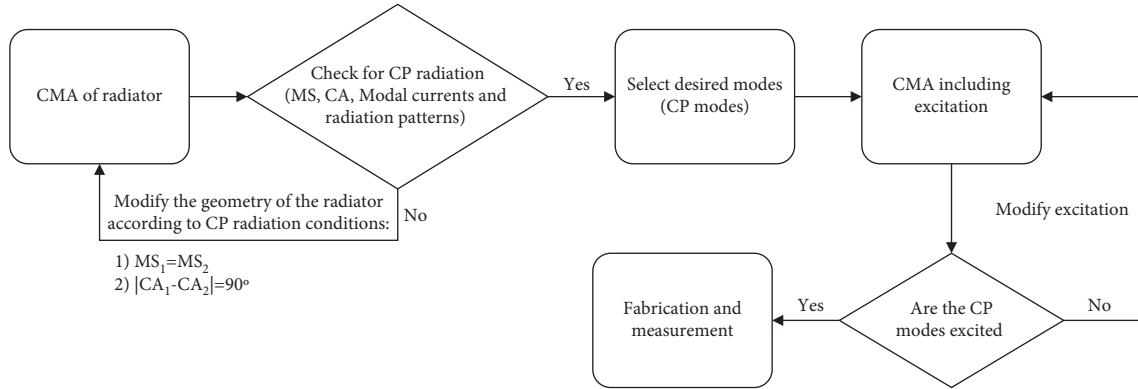 CMA of radiator
Check for CP radiation
(MS, CA, Modal currents and
radiation patterns)
Yes
Select desired modes
(CP modes)
CMA including
excitation
Modify the geometry of the radiator
according to CP radiation conditions:
No
1) MS₁=MS₂
2) |CA₁-CA₂|=90º
Modify excitation
Fabrication and
measurement
Yes
Are the CP
modes excited
No